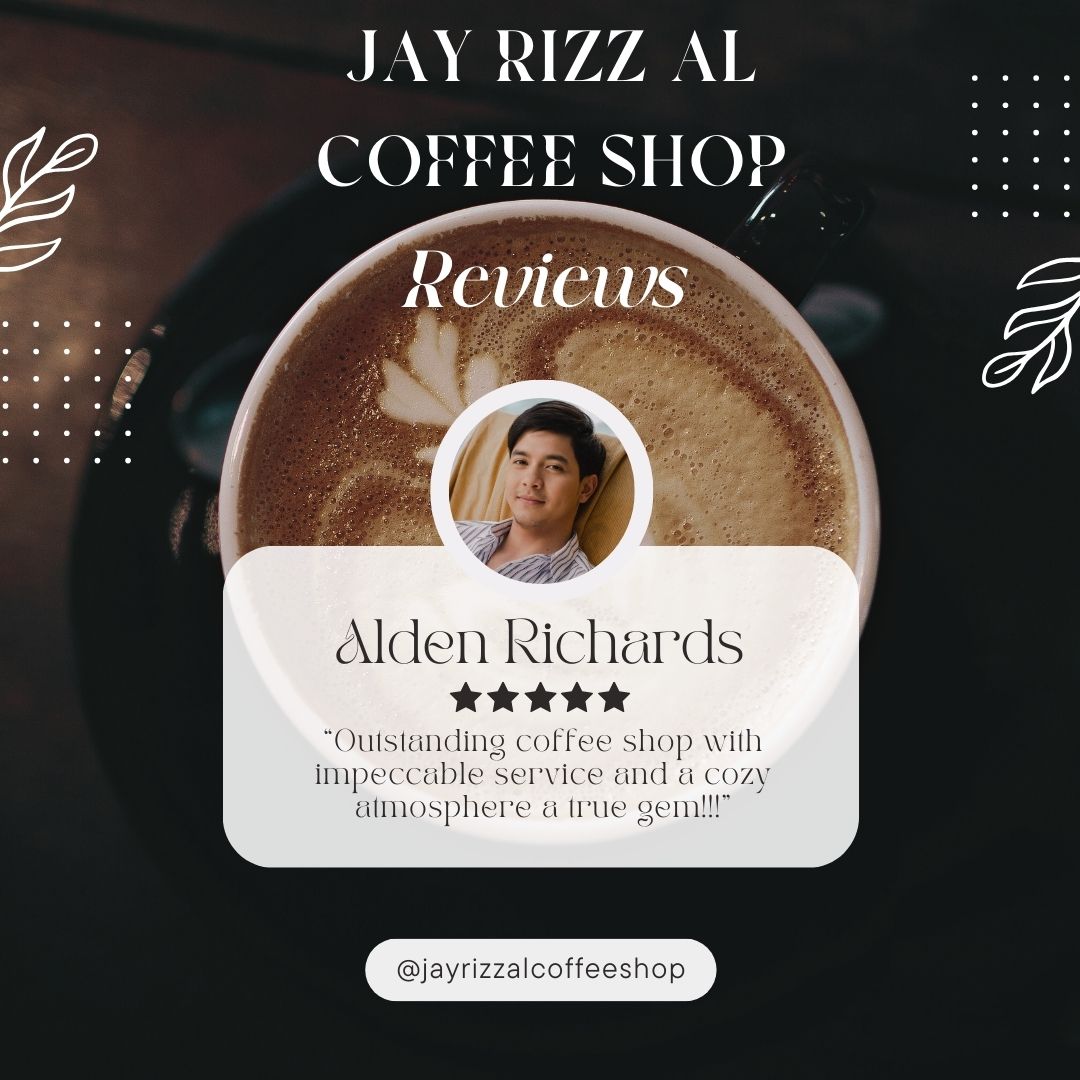 JAY RIZZ AL
COFFEE SHOP
Reviews
Alden Richards
“Outstanding coffee shop with
impeccable service and a cozy
atmosphere a true gem!!!”
@jayrizzalcoffeeshop